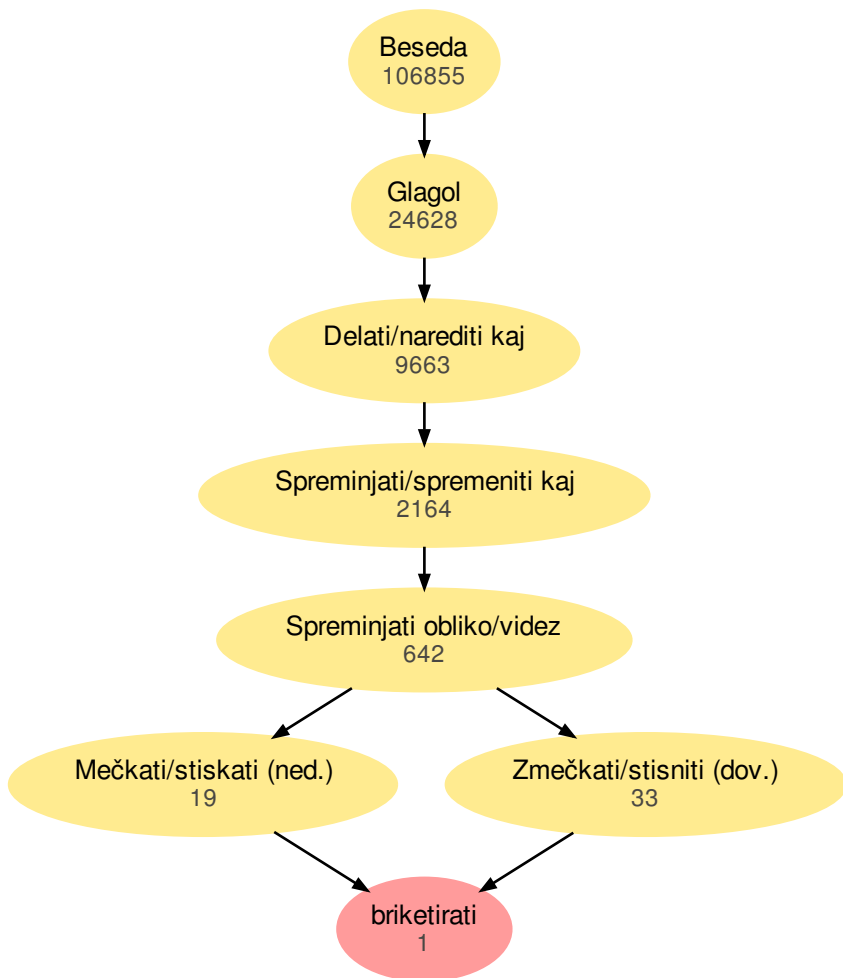 Beseda
106855
Glagol
24628
Delati/narediti kaj
9663
Spreminjati/spremeniti kaj
2164
Spreminjati obliko/videz
642
Mečkati/stiskati (ned.)
19
Zmečkati/stisniti (dov.)
33
briketirati
1